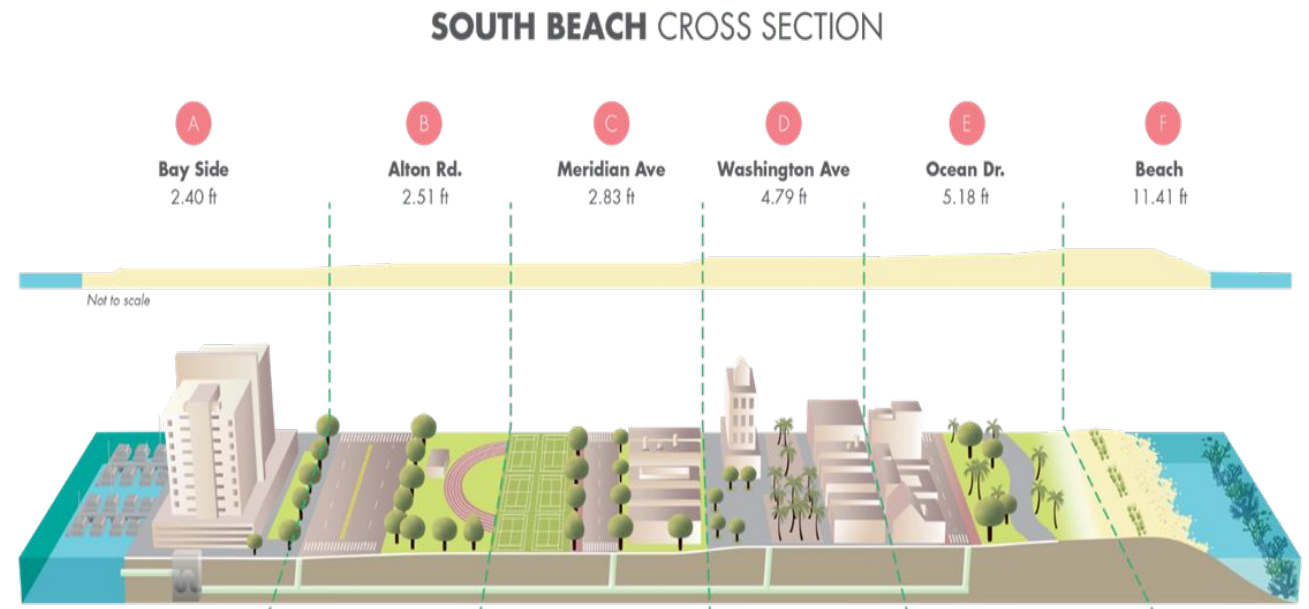 SOUTH BEACH CROSS SECTION
A
Bay Side
2.40 ft
B
Alton Rd.
2.51 ft
C
Meridian Ave
2.83 ft
D
Washington Ave
4.79 ft
E
Ocean Dr.
5.18 ft
F
Beach
11.41 ft
Not to scale